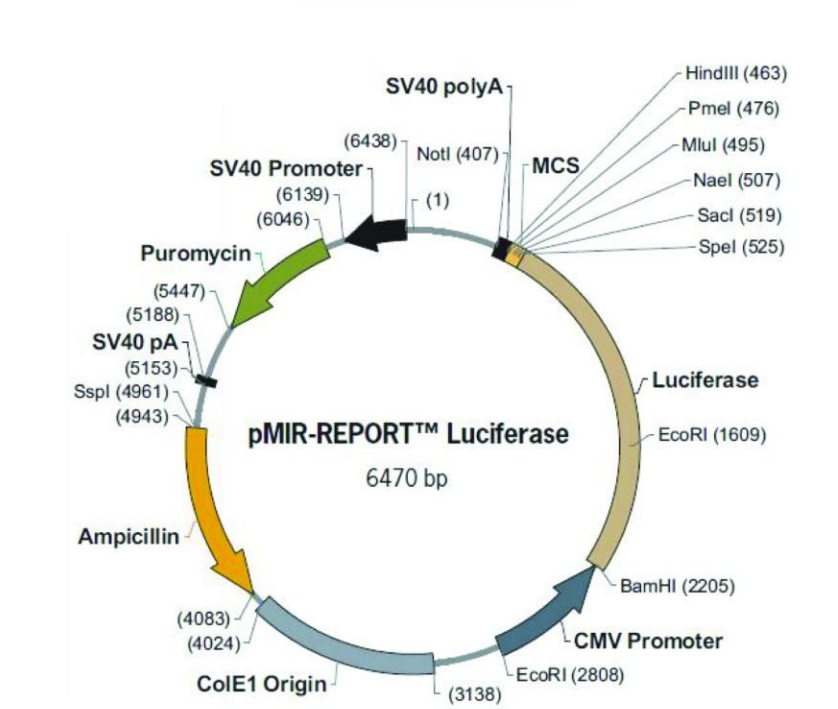 HindIII (463)
SV40 polyA
PmeI (476)
(6438)
NotI (407)
MluI (495)
SV40 Promoter
MCS
NaeI (507)
(6139)
(1)
SacI (519)
(6046)
SpeI (525)
Puromycin
(5447)
(5188)
SV40 pA
(5153)
Luciferase
SspI (4961)
(4943)
pMIR-REPORT™ Luciferase
EcoRI (1609)
6470 bp
Ampicillin
BamHI (2205)
(4083)
(4024)
CMV Promoter
ColE1 Origin
EcoRI (2808)
(3138)